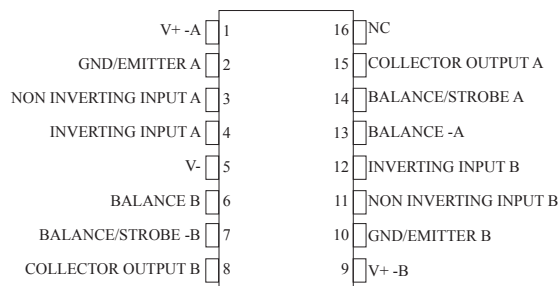 V+ -A 1 16 NC
GND/EMITTER A 2 15 COLLECTOR OUTPUT A
NON INVERTING INPUT A 3 14 BALANCE/STROBE A
INVERTING INPUT A 4 13 BALANCE -A
V- 5 12 INVERTING INPUT B
BALANCE B 6 11 NON INVERTING INPUT B
BALANCE/STROBE -B 7 10 GND/EMITTER B
COLLECTOR OUTPUT B 8 9 V+ -B